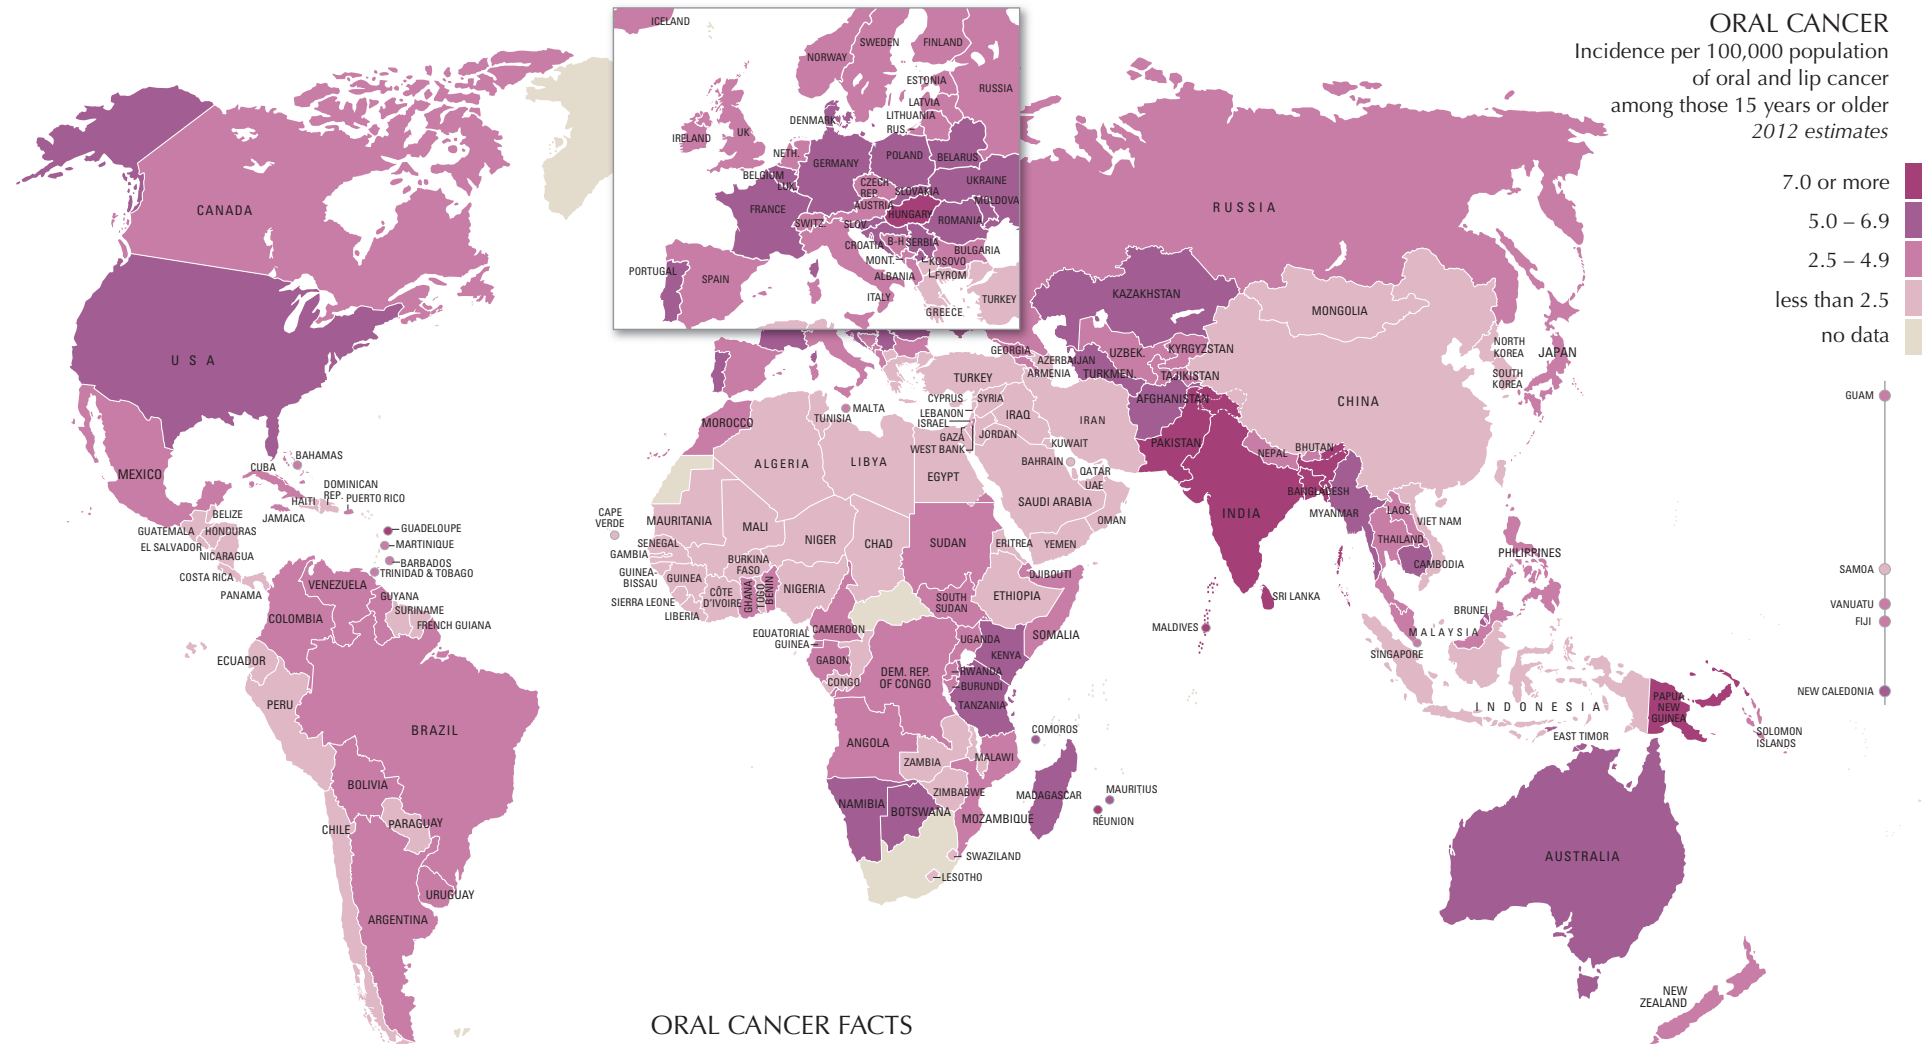 ORAL CANCER
Incidence per 100,000 population
of oral and lip cancer
among those 15 years or older
2012 estimates
7.0 or more
5.0 – 6.9
2.5 – 4.9
less than 2.5
no data
ICELAND
SWEDEN
FINLAND
NORWAY
ESTONIA
RUSSIA
LATVIA
LITHUANIA
DENMARK
RUS.
IRELAND
UK
NETH.
GERMANY
POLAND
BELARUS
BELGIUM
LUX.
CZECH
REP.
SLOVAKIA
UKRAINE
MOLDOVA
FRANCE
AUSTRIA
HUNGARY
ROMANIA
SWITZ.
SLOV.
CROATIA
B-H
SERBIA
BULGARIA
MONT.
KOSOVO
PORTUGAL
SPAIN
ALBANIA
FYROM
ITALY
GREECE
TURKEY
CANADA
USA
MEXICO
CUBA
BAHAMAS
DOMINICAN
REP.
PUERTO RICO
HAITI
JAMAICA
BELIZE
GUATEMALA
HONDURAS
EL SALVADOR
NICARAGUA
COSTA RICA
PANAMA
GUADELOUPE
MARTINIQUE
BARBADOS
TRINIDAD & TOBAGO
VENEZUELA
GUYANA
SURINAME
FRENCH GUIANA
COLOMBIA
ECUADOR
PERU
BRAZIL
BOLIVIA
PARAGUAY
CHILE
URUGUAY
ARGENTINA
RUSSIA
KAZAKHSTAN
MONGOLIA
GEORGIA
AZERBAIJAN
ARMENIA
UZBEK.
KYRGYZSTAN
TURKMEN.
TAJIKISTAN
NORTH
KOREA
SOUTH
KOREA
JAPAN
TURKEY
CYPRUS
SYRIA
LEBANON
ISRAEL
IRAQ
IRAN
AFGHANISTAN
CHINA
GAZA
WEST BANK
JORDAN
KUWAIT
PAKISTAN
NEPAL
BHUTAN
BAHRAIN
QATAR
UAE
SAUDI ARABIA
OMAN
YEMEN
INDIA
BANGLADESH
MYANMAR
LAOS
VIET NAM
THAILAND
CAMBODIA
PHILIPPINES
SRI LANKA
MALDIVES
BRUNEI
MALAYSIA
SINGAPORE
INDONESIA
EAST TIMOR
PAPUA
NEW
GUINEA
SOLOMON
ISLANDS
AUSTRALIA
NEW
ZEALAND
GUAM
SAMOA
VANUATU
FIJI
NEW CALEDONIA
MALTA
TUNISIA
MOROCCO
ALGERIA
LIBYA
EGYPT
CAPE
VERDE
MAURITANIA
MALI
NIGER
CHAD
SUDAN
ERITREA
DJIBOUTI
SENEGAL
GAMBIA
GUINEA-
BISSAU
GUINEA
SIERRA LEONE
LIBERIA
BURKINA
FASO
CÔTE
D'IVOIRE
GHANA
TOGO
BENIN
NIGERIA
SOUTH
SUDAN
ETHIOPIA
EQUATORIAL
GUINEA
CAMEROON
UGANDA
SOMALIA
KENYA
GABON
CONGO
DEM. REP.
OF CONGO
RWANDA
BURUNDI
TANZANIA
ANGOLA
ZAMBIA
MALAWI
COMOROS
NAMIBIA
BOTSWANA
ZIMBABWE
MOZAMBIQUE
MADAGASCAR
MAURITIUS
RÉUNION
SWAZILAND
LESOTHO
ORAL CANCER FACTS